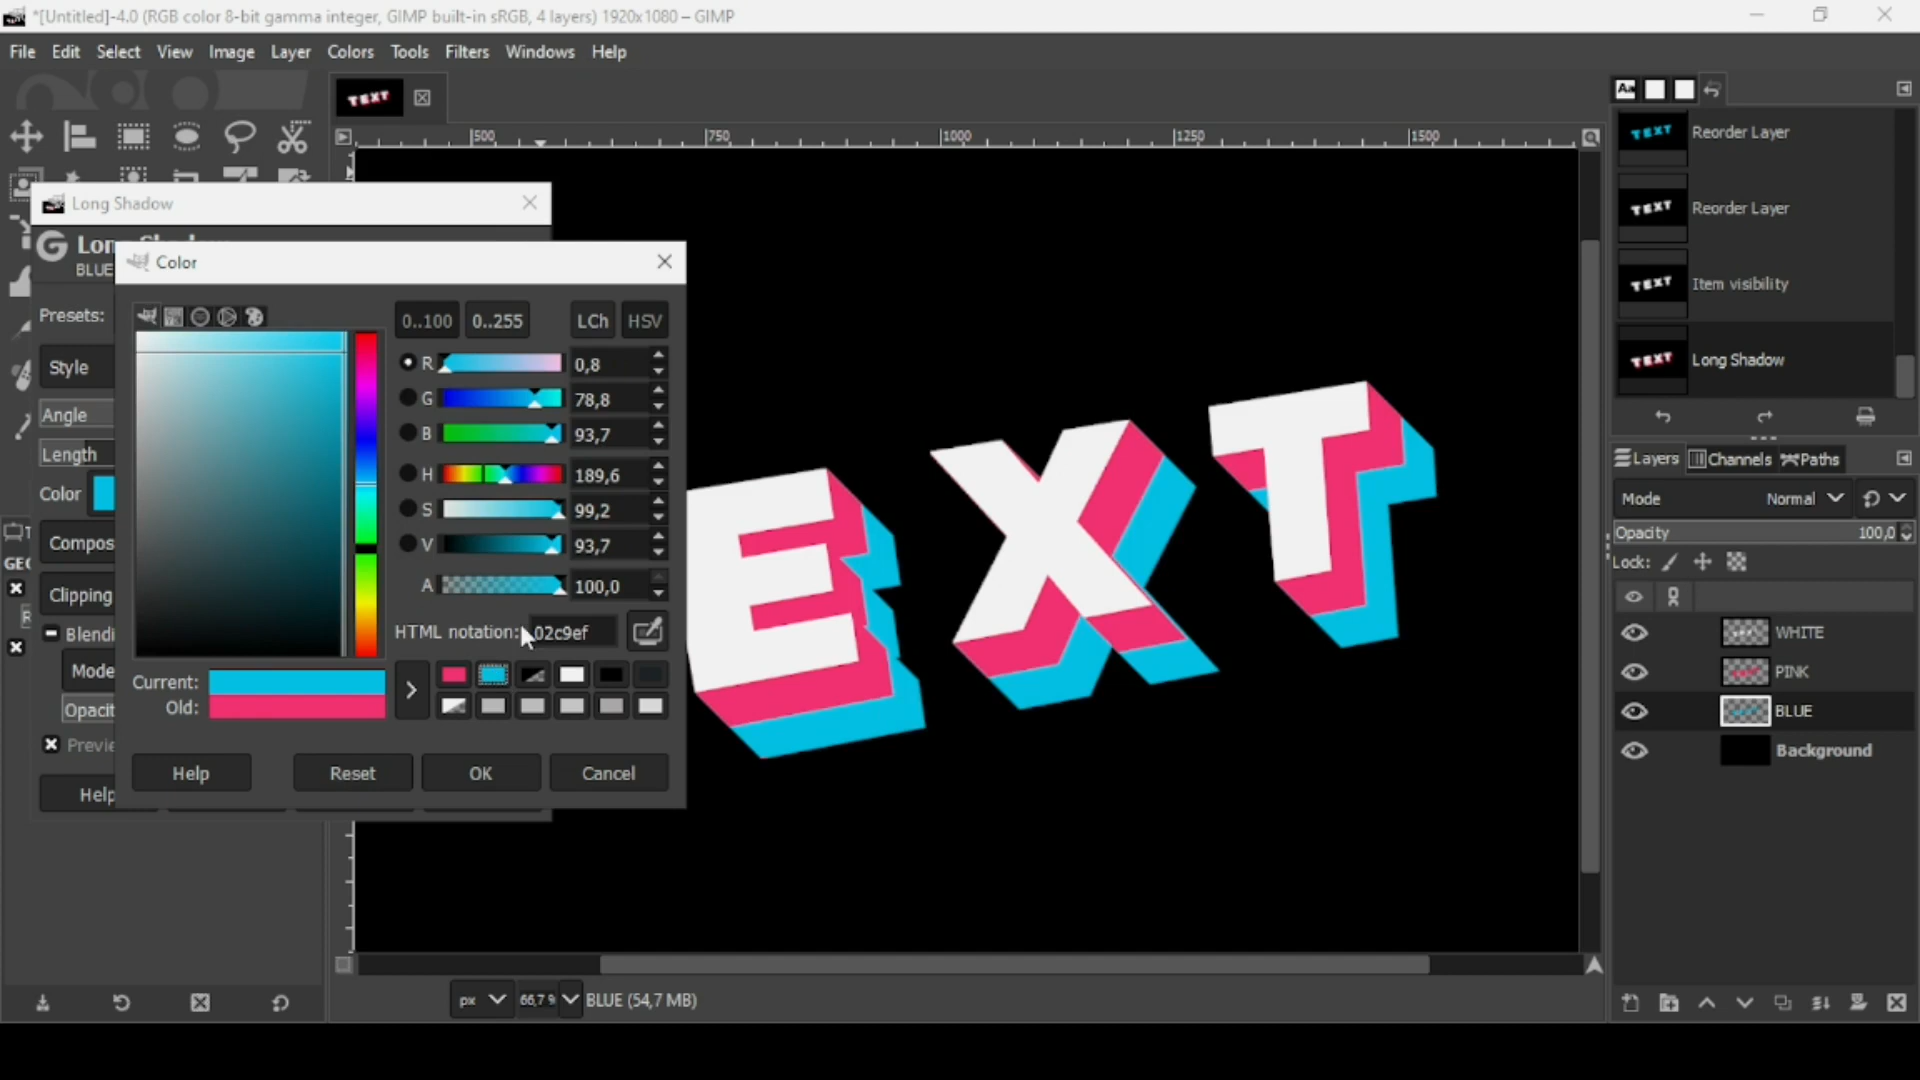 *[Untitled]-4.0 (RGB color 8-bit gamma integer, GIMP built-in sRGB, 4 layers) 1920x1080 – GIMP
File Edit Select View Image Layer Colors Tools Filters Windows Help
500 750 1000 1250 1500
Long Shadow
BLUE
Presets:
Style
Angle
Length
Color
Clipping
Mode
Help
Color
0..100 0..255 LCh HSV
R 0,8
G 78,8
B 93,7
H 189,6
S 99,2
V 93,7
A 100,0
HTML notation: 02c9ef
Current:
Old:
Help Reset OK Cancel
EXT
px 66,7 % BLUE (54,7 MB)
Reorder Layer
Reorder Layer
Item visibility
Long Shadow
Layers Channels Paths
Mode Normal
Opacity 100,0
Lock:
WHITE
PINK
BLUE
Background